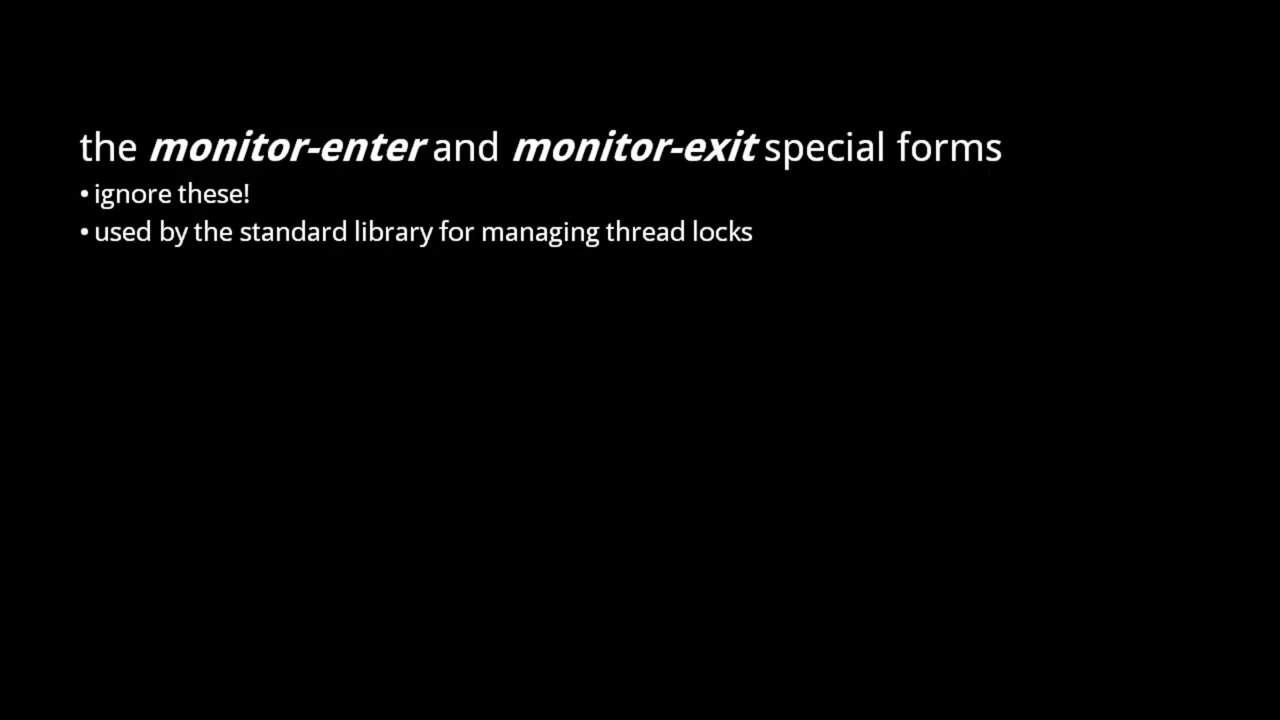 the monitor-enter and monitor-exit special forms
• ignore these!
• used by the standard library for managing thread locks